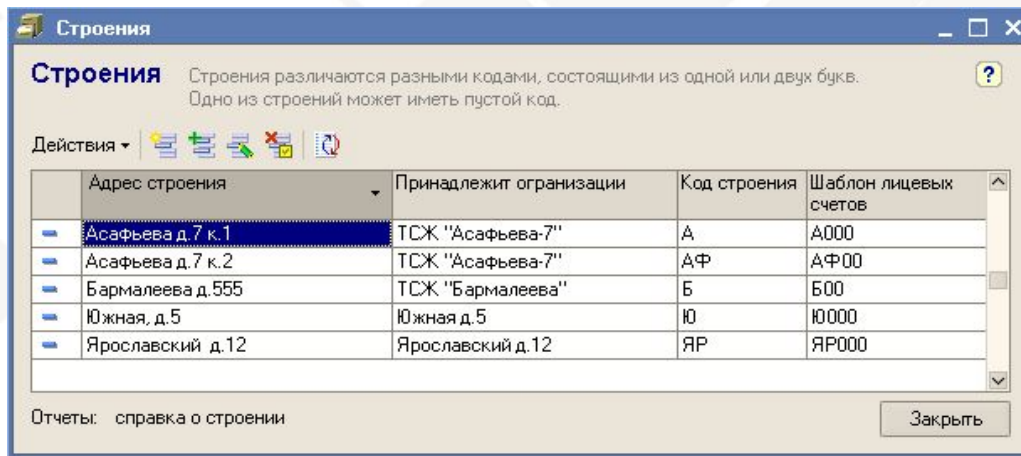 Строения
Строения Строения различаются разными кодами, состоящими из одной или двух букв.
Одно из строений может иметь пустой код.
?
Действия
Адрес строения Принадлежит огранизации Код строения Шаблон лицевых счетов
Асафьева д.7 к.1 ТСЖ "Асафьева-7" А А000
Асафьева д.7 к.2 ТСЖ "Асафьева-7" АФ АФ00
Бармалеева д.555 ТСЖ "Бармалеева" Б Б00
Южная, д.5 Южная д.5 Ю Ю000
Ярославский д.12 Ярославский д.12 ЯР ЯР000
Отчеты: справка о строении Закрыть